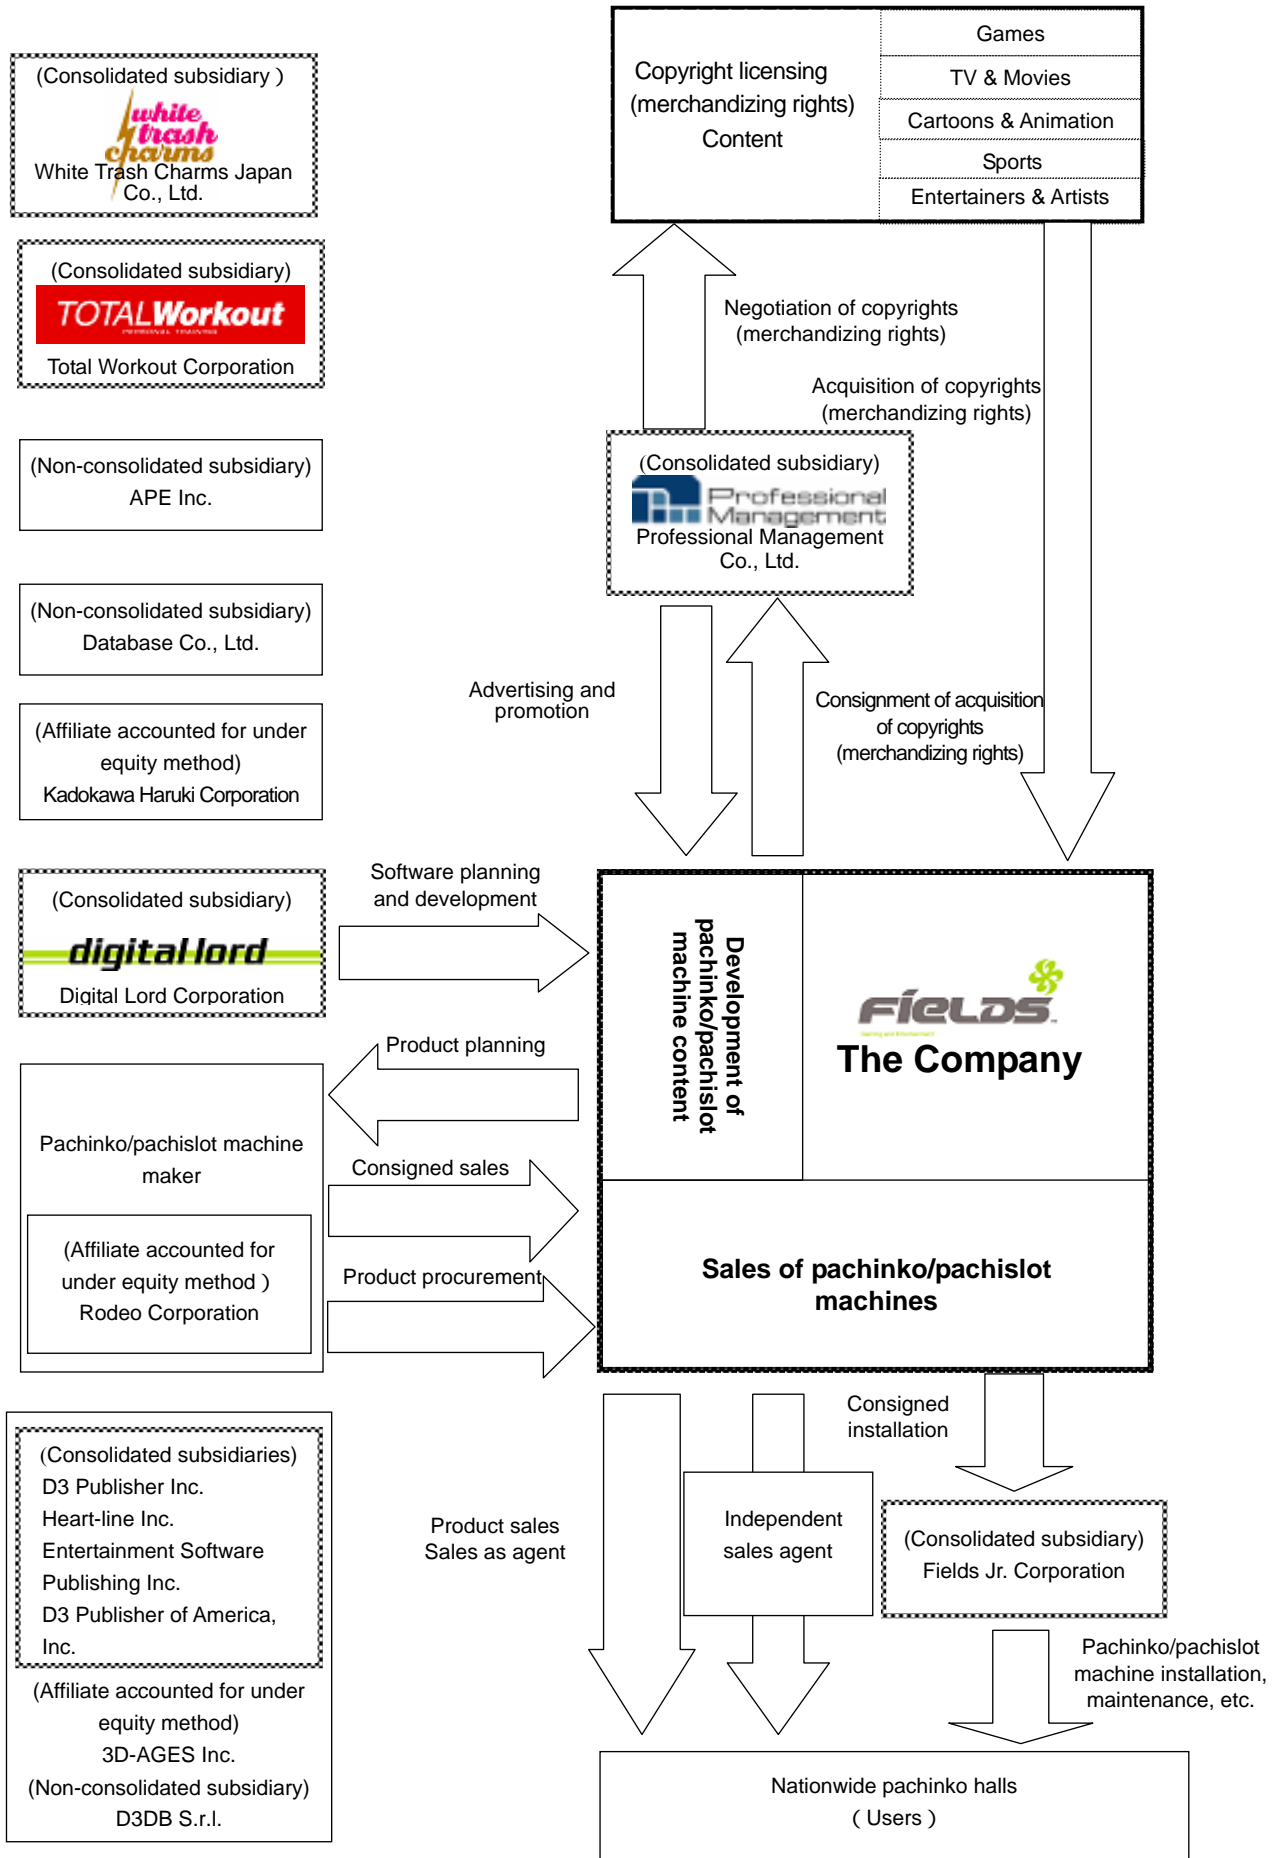 (Consolidated subsidiary )
white
trash
charms
White Trash Charms Japan
Co., Ltd.
(Consolidated subsidiary)
TOTAL Workout
PERSONAL TRAINING
Total Workout Corporation
(Non-consolidated subsidiary)
APE Inc.
(Non-consolidated subsidiary)
Database Co., Ltd.
(Affiliate accounted for under
equity method)
Kadokawa Haruki Corporation
(Consolidated subsidiary)
digital lord
Digital Lord Corporation
Pachinko/pachislot machine
maker
(Affiliate accounted for
under equity method )
Rodeo Corporation
(Consolidated subsidiaries)
D3 Publisher Inc.
Heart-line Inc.
Entertainment Software
Publishing Inc.
D3 Publisher of America,
Inc.
(Affiliate accounted for under
equity method)
3D-AGES Inc.
(Non-consolidated subsidiary)
D3DB S.r.l.
Copyright licensing
(merchandizing rights)
Content
Games
TV & Movies
Cartoons & Animation
Sports
Entertainers & Artists
Negotiation of copyrights
(merchandizing rights)
Acquisition of copyrights
(merchandizing rights)
(Consolidated subsidiary)
Professional
Management
Professional Management
Co., Ltd.
Advertising and
promotion
Consignment of acquisition
of copyrights
(merchandizing rights)
Software planning
and development
Product planning
Consigned sales
Product procurement
Development of
pachinko/pachislot
machine content
FIELDS
The Company
Sales of pachinko/pachislot
machines
Consigned
installation
Product sales
Sales as agent
Independent
sales agent
(Consolidated subsidiary)
Fields Jr. Corporation
Pachinko/pachislot
machine installation,
maintenance, etc.
Nationwide pachinko halls
( Users )